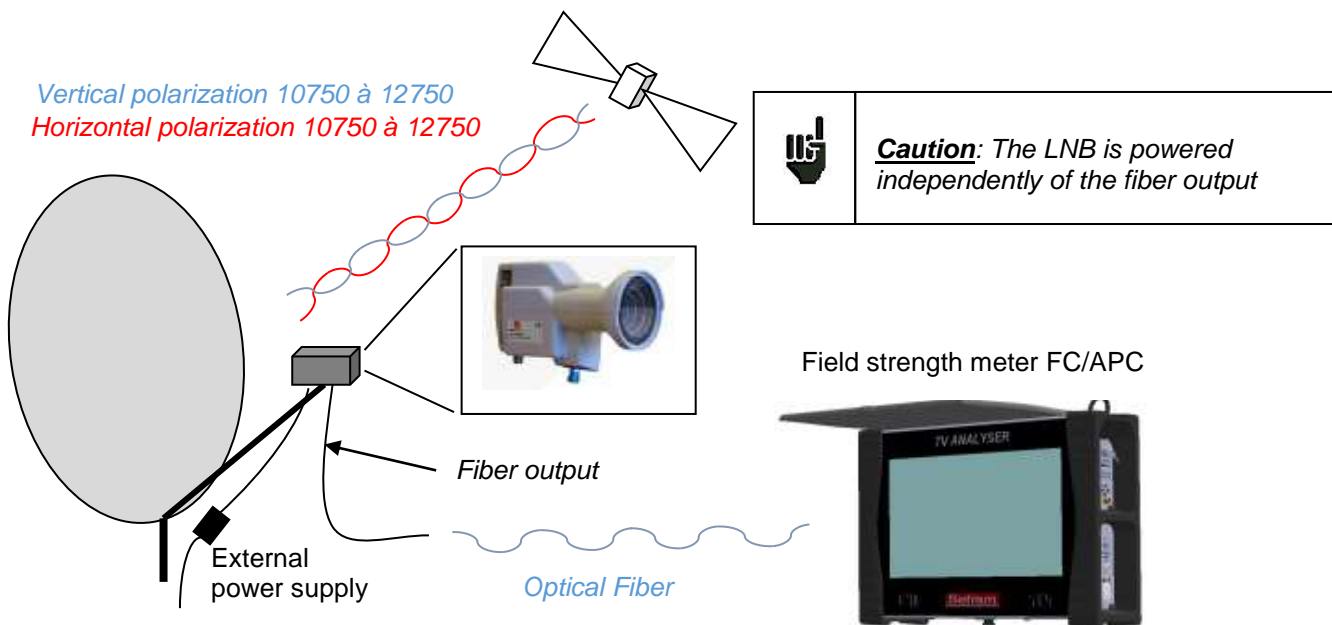 Vertical polarization 10750 à 12750
Horizontal polarization 10750 à 12750
Caution: The LNB is powered
independently of the fiber output
Field strength meter FC/APC
TV ANALYSER
Fiber output
External
power supply
Optical Fiber
Sefram